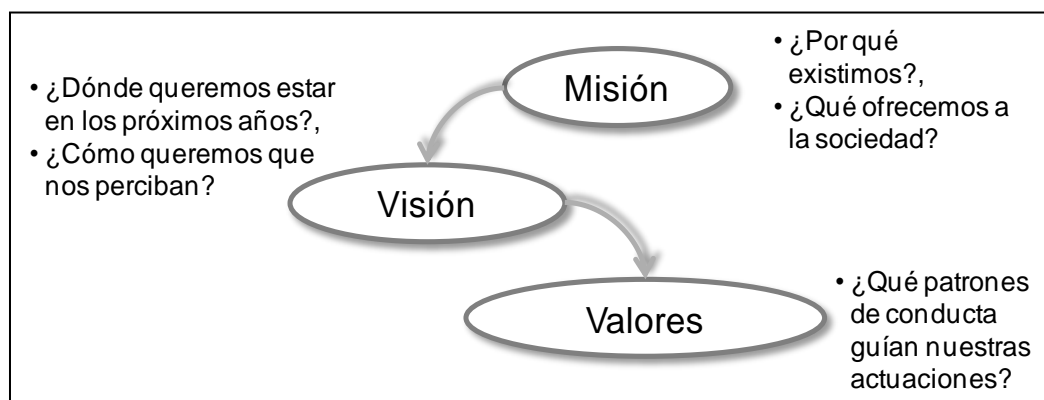 Misión
• ¿Por qué
existimos?,
• ¿Qué ofrecemos a
la sociedad?
• ¿Dónde queremos estar
en los próximos años?,
• ¿Cómo queremos que
nos perciban?
Visión
Valores
• ¿Qué patrones
de conducta
guían nuestras
actuaciones?